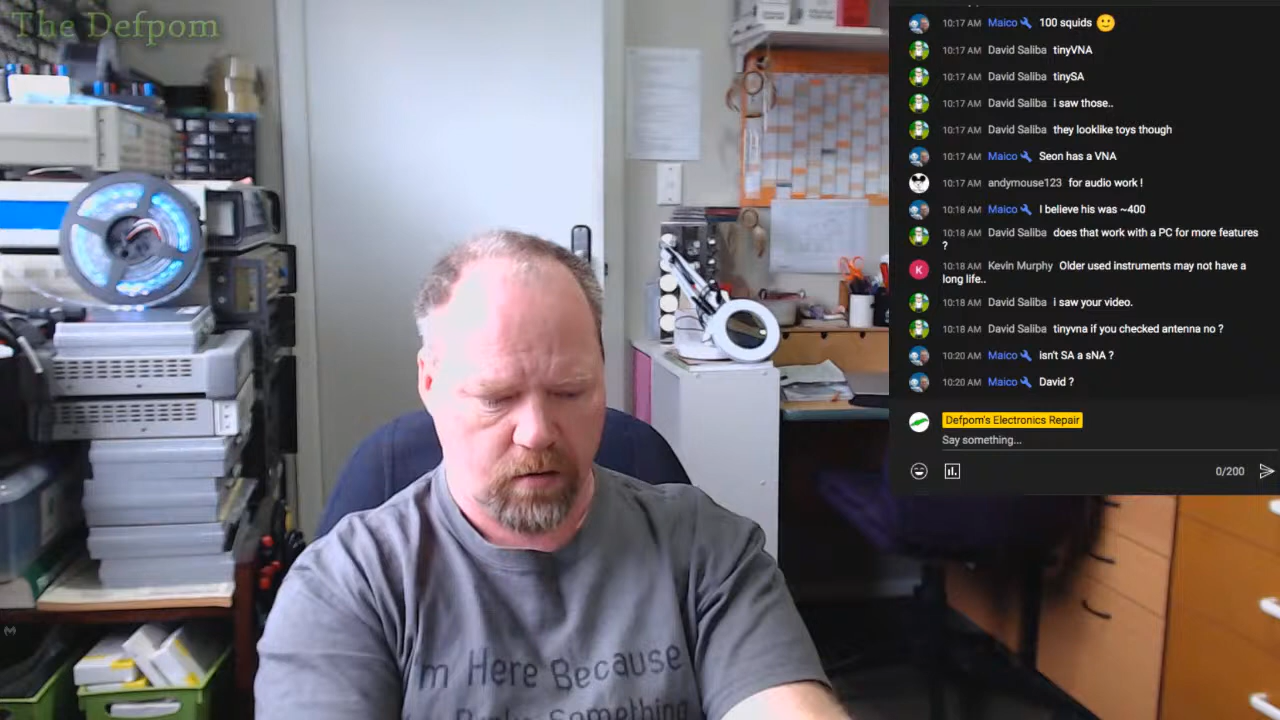 The Defpom
10:17 AM Maico 100 squids
10:17 AM David Saliba tinyVNA
10:17 AM David Saliba tinySA
10:17 AM David Saliba i saw those..
10:17 AM David Saliba they looklike toys though
10:17 AM Maico Seon has a VNA
10:17 AM andymouse123 for audio work !
10:18 AM Maico I believe his was ~400
10:18 AM David Saliba does that work with a PC for more features
?
10:18 AM Kevin Murphy Older used instruments may not have a
long life..
10:18 AM David Saliba i saw your video.
10:18 AM David Saliba tinyvna if you checked antenna no ?
10:20 AM Maico isn't SA a sNA ?
10:20 AM Maico David ?
Defpom's Electronics Repair
Say something...
0/200
K
'm Here Because
Broke Something